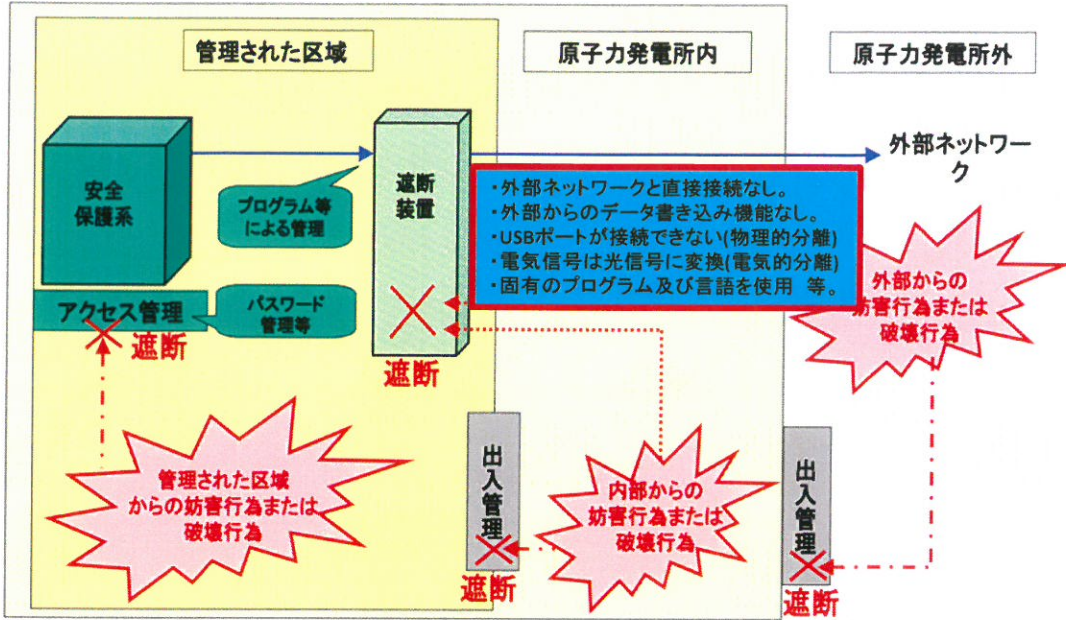 管理された区域
原子力発電所内
原子力発電所外
安全
保護系
プログラム等
による管理
遮断
装置
外部ネットワー
ク
・外部ネットワークと直接接続なし。
・外部からのデータ書き込み機能なし。
・USBポートが接続できない(物理的分離)
・電気信号は光信号に変換(電気的分離)
・固有のプログラム及び言語を使用 等。
アクセス管理
パスワード
管理等
遮断
遮断
外部からの
妨害行為または
破壊行為
管理された区域
からの妨害行為または
破壊行為
出入管理
遮断
内部からの
妨害行為または
破壊行為
出入管理
遮断